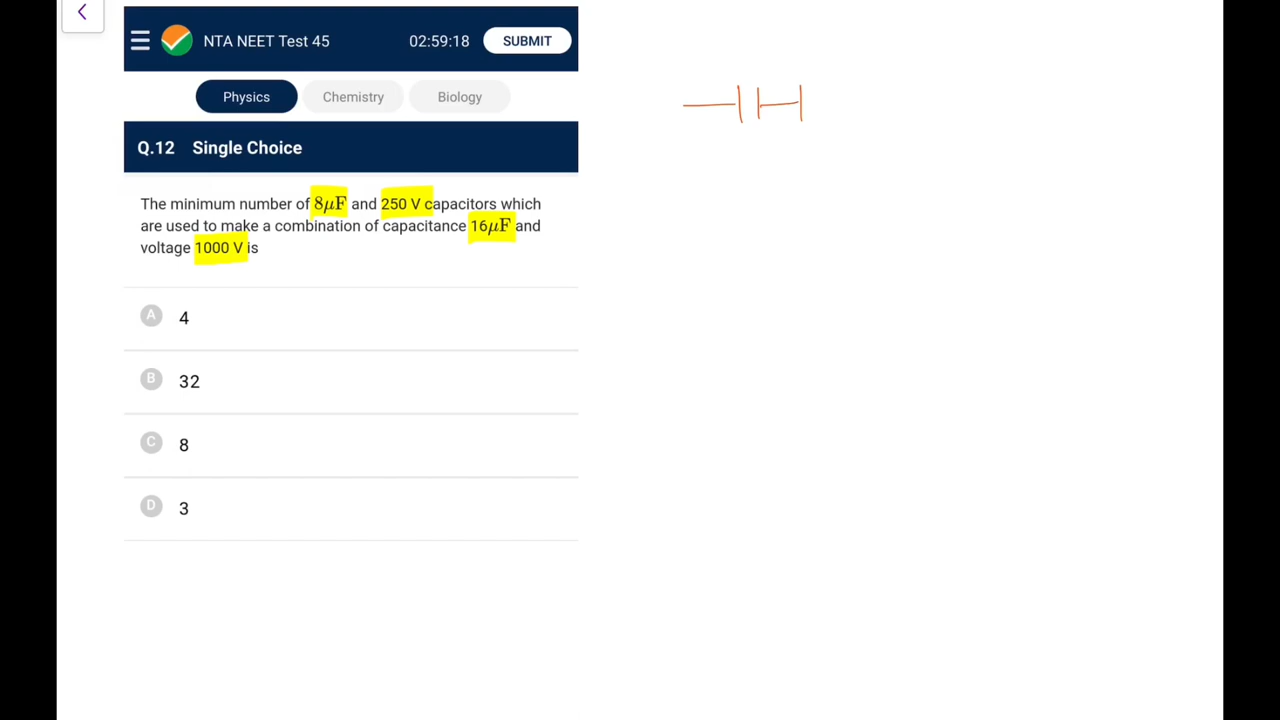 NTA NEET Test 45 02:59:18 SUBMIT
Physics Chemistry Biology
Q.12 Single Choice
The minimum number of 8μF and 250 V capacitors which
are used to make a combination of capacitance 16μF and
voltage 1000 V is
A 4
B 32
C 8
D 3